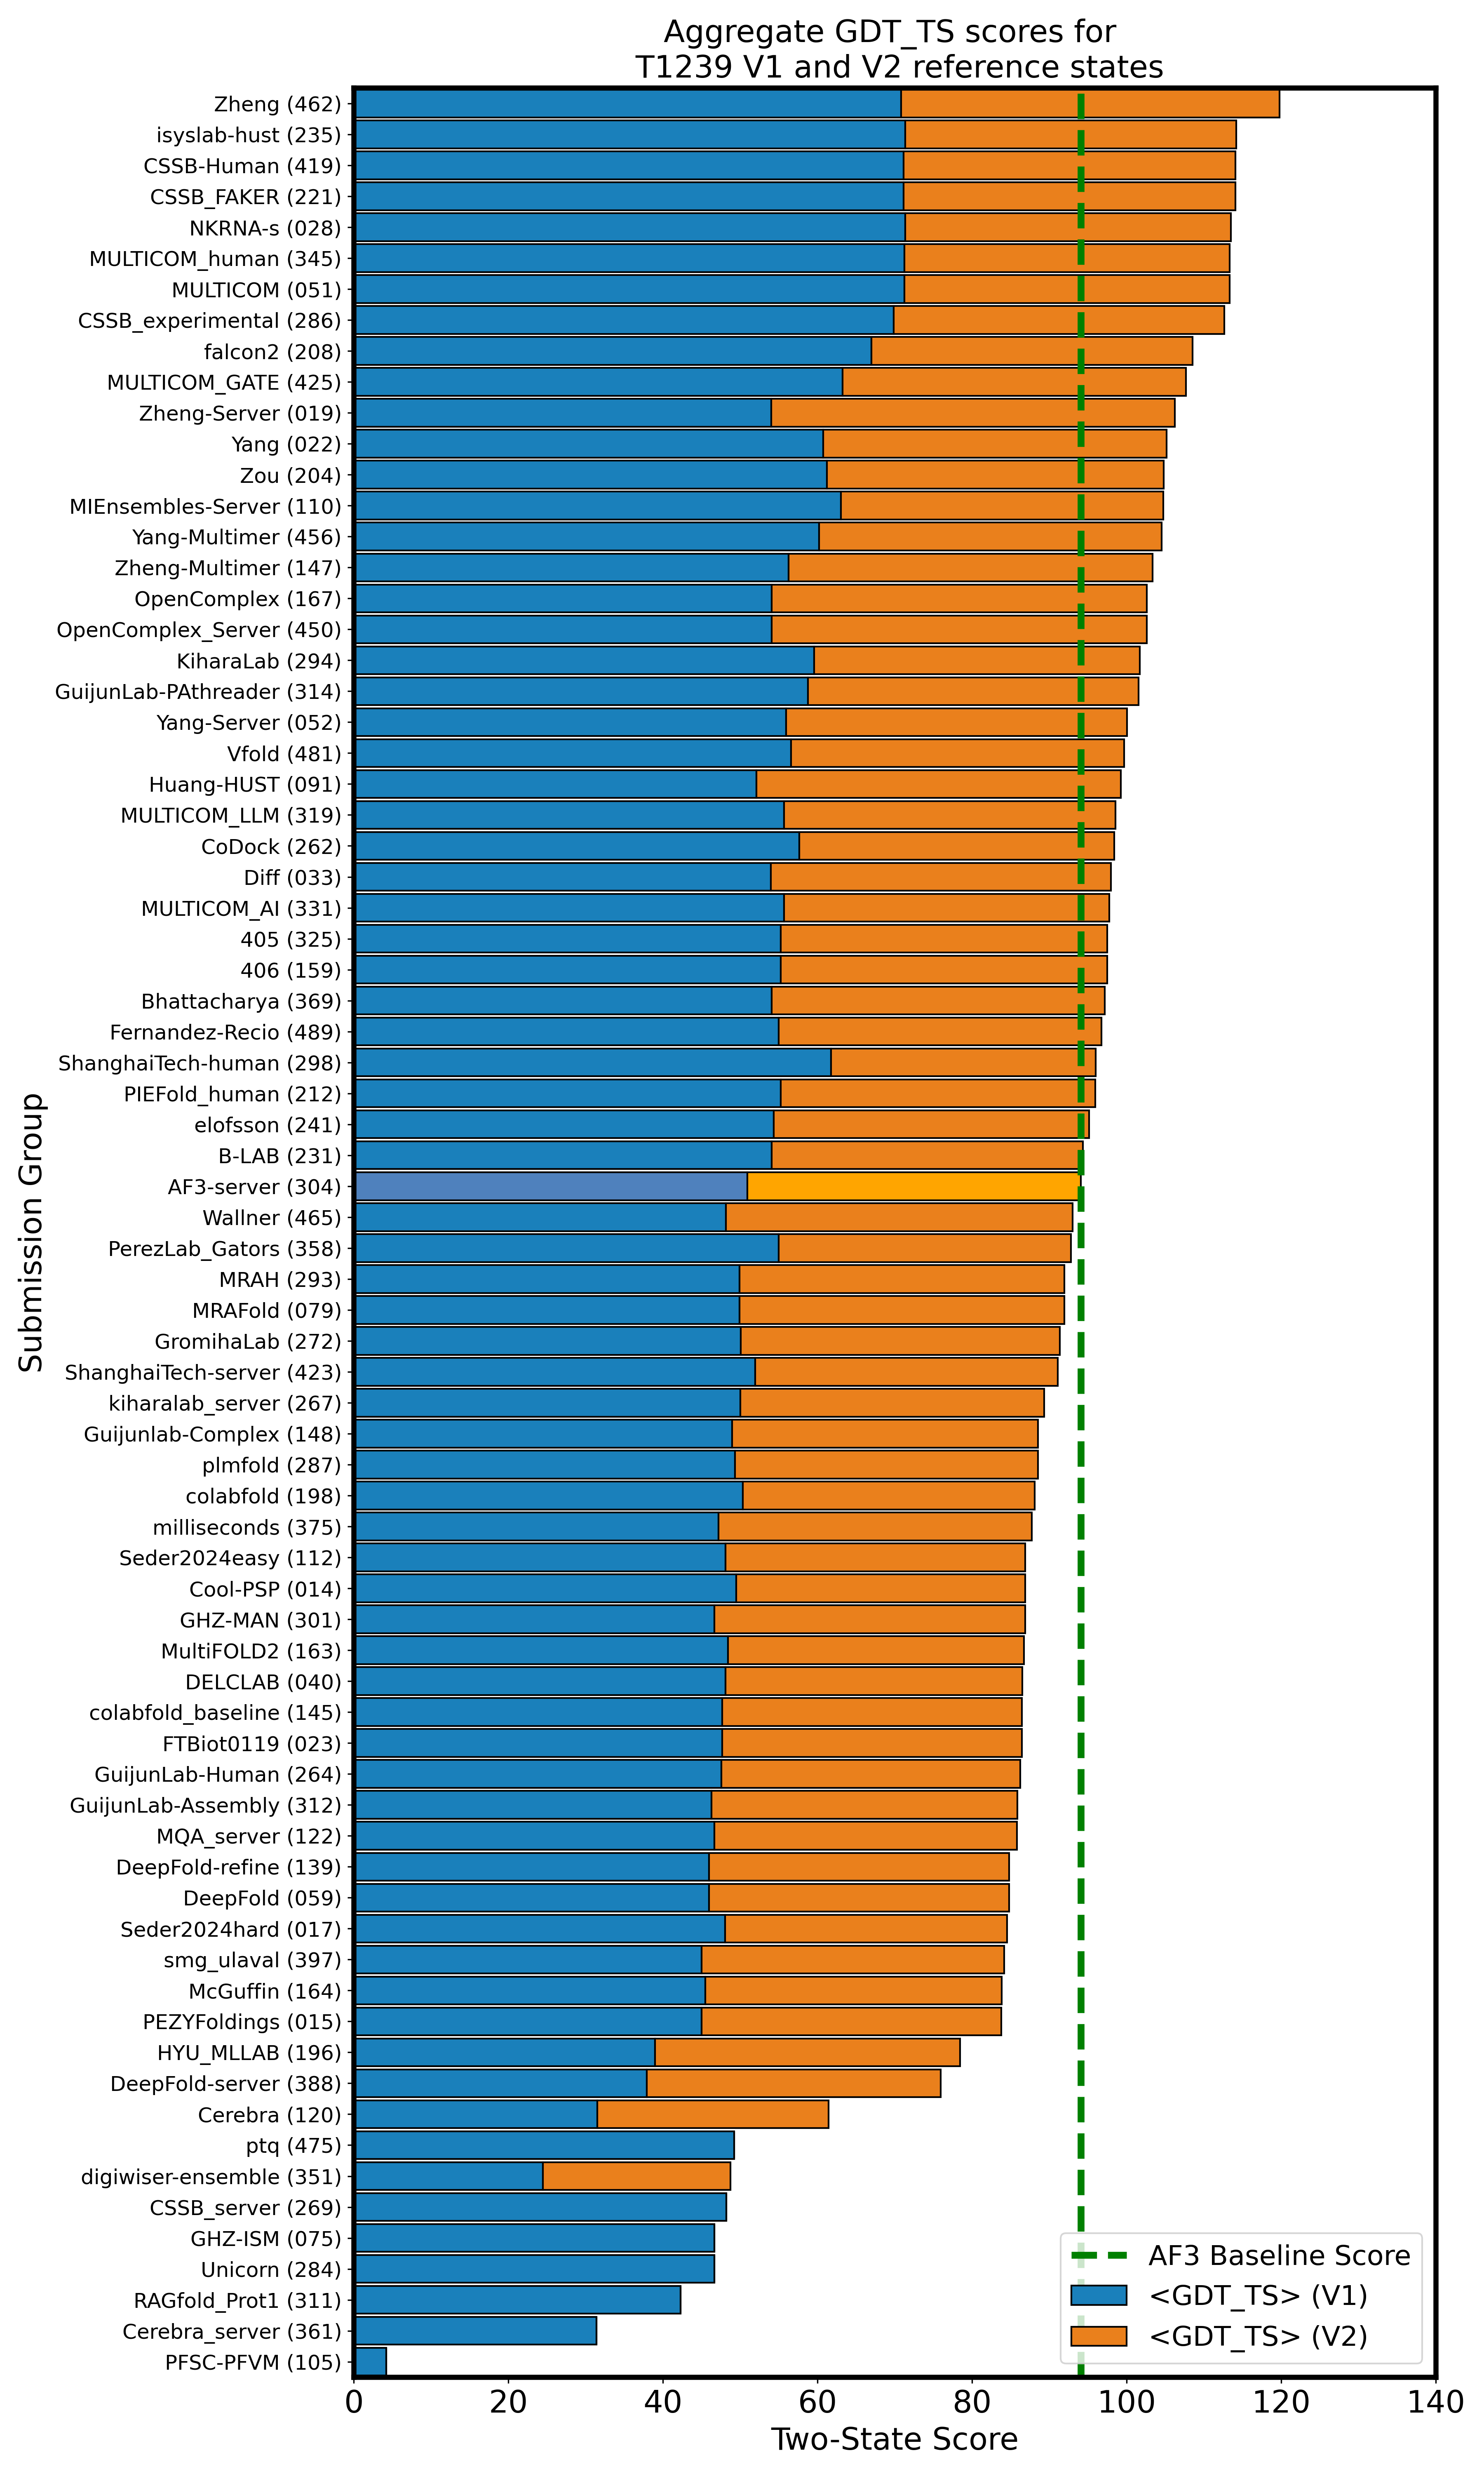 Aggregate GDT_TS scores for
T1239 V1 and V2 reference states
Zheng (462)
isyslab-hust (235)
CSSB-Human (419)
CSSB_FAKER (221)
NKRNA-s (028)
MULTICOM_human (345)
MULTICOM (051)
CSSB_experimental (286)
falcon2 (208)
MULTICOM_GATE (425)
Zheng-Server (019)
Yang (022)
Zou (204)
MIEnsembles-Server (110)
Yang-Multimer (456)
Zheng-Multimer (147)
OpenComplex (167)
OpenComplex_Server (450)
KiharaLab (294)
GuijunLab-PAthreader (314)
Yang-Server (052)
Vfold (481)
Huang-HUST (091)
MULTICOM_LLM (319)
CoDock (262)
Diff (033)
MULTICOM_AI (331)
405 (325)
406 (159)
Bhattacharya (369)
Fernandez-Recio (489)
ShanghaiTech-human (298)
PIEFold_human (212)
elofsson (241)
B-LAB (231)
AF3-server (304)
Wallner (465)
PerezLab_Gators (358)
MRAH (293)
MRAFold (079)
GromihaLab (272)
ShanghaiTech-server (423)
kiharalab_server (267)
Guijunlab-Complex (148)
plmfold (287)
colabfold (198)
milliseconds (375)
Seder2024easy (112)
Cool-PSP (014)
GHZ-MAN (301)
MultiFOLD2 (163)
DELCLAB (040)
colabfold_baseline (145)
FTBiot0119 (023)
GuijunLab-Human (264)
GuijunLab-Assembly (312)
MQA_server (122)
DeepFold-refine (139)
DeepFold (059)
Seder2024hard (017)
smg_ulaval (397)
McGuffin (164)
PEZYFoldings (015)
HYU_MLLAB (196)
DeepFold-server (388)
Cerebra (120)
ptq (475)
digiwiser-ensemble (351)
CSSB_server (269)
GHZ-ISM (075)
Unicorn (284)
RAGfold_Prot1 (311)
Cerebra_server (361)
PFSC-PFVM (105)
Submission Group
AF3 Baseline Score
<GDT_TS> (V1)
<GDT_TS> (V2)
0 20 40 60 80 100 120 140
Two-State Score